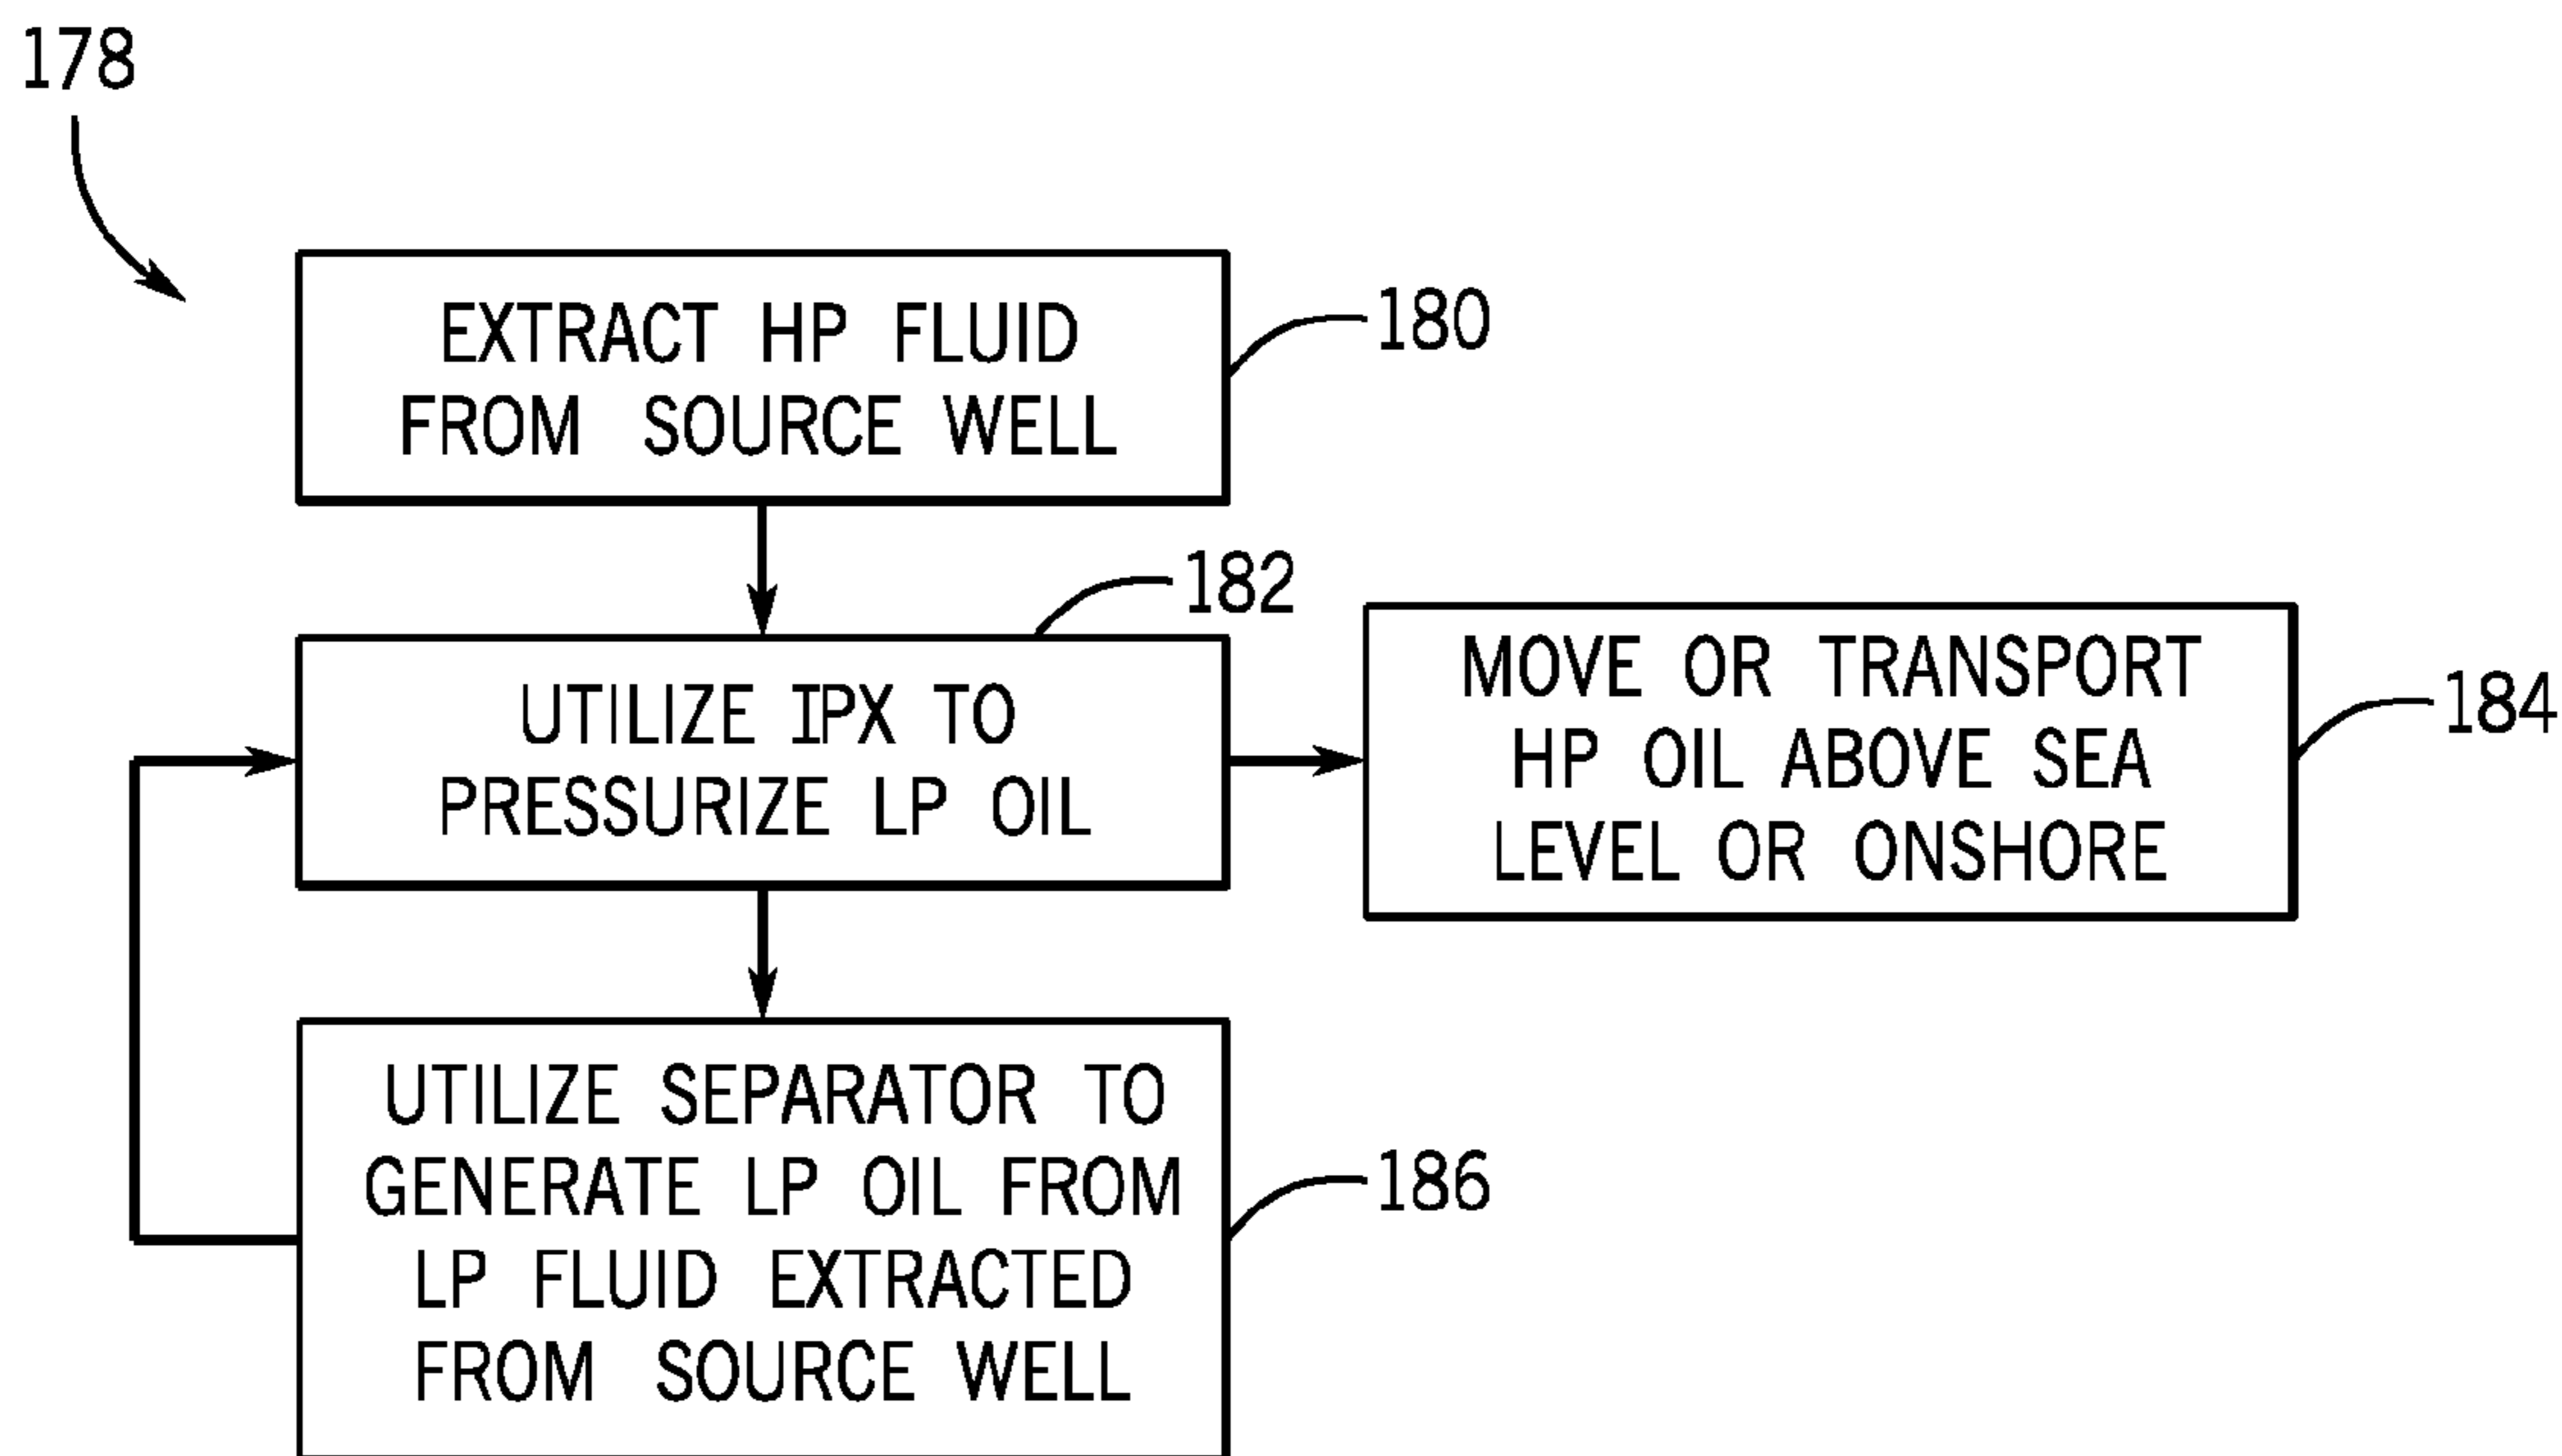 178
EXTRACT HP FLUID
FROM SOURCE WELL
180
182
UTILIZE IPX TO
PRESSURIZE LP OIL
MOVE OR TRANSPORT
HP OIL ABOVE SEA
LEVEL OR ONSHORE
184
UTILIZE SEPARATOR TO
GENERATE LP OIL FROM
LP FLUID EXTRACTED
FROM SOURCE WELL
186